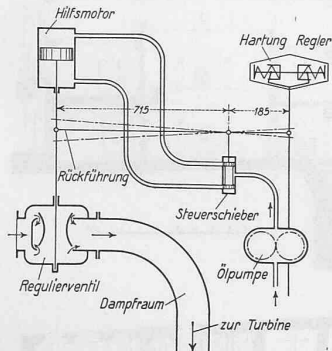 Hilfsmotor
Hartung Regler
715
185
Rückführung
Steuerschieber
Ölpumpe
Regulierventil
Dampfraum
zur Turbine